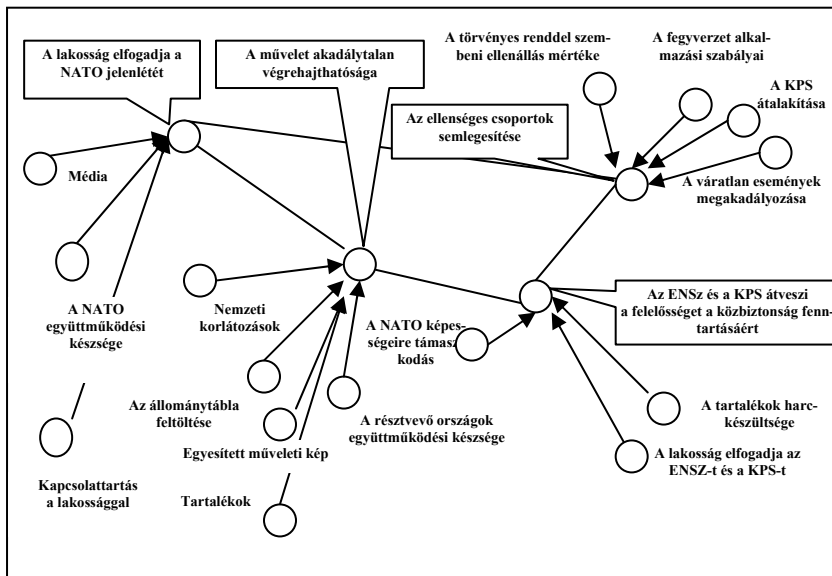 A lakosság elfogadja a
NATO jelenlétét
A művelet akadálytalan
végrehajthatósága
A törvényes renddel szem-
beni ellenállás mértéke
A fegyverzet alkal-
mazási szabályai
A KPS
átalakítása
Az ellenséges csoportok
semlegesítése
Média
A váratlan események
megakadályozása
A NATO
együttműködési
készsége
Nemzeti
korlátozások
A NATO képes-
ségeire támasz
kodás
Az ENSz és a KPS átveszi
a felelősséget a közbiztonság fenn-
tartásáért
Az állománytábla
feltöltése
A résztvevő országok
együttműködési készsége
A tartalékok harc-
készültsége
Egyesített műveleti kép
A lakosság elfogadja az
ENSZ-t és a KPS-t
Kapcsolattartás
a lakossággal
Tartalékok